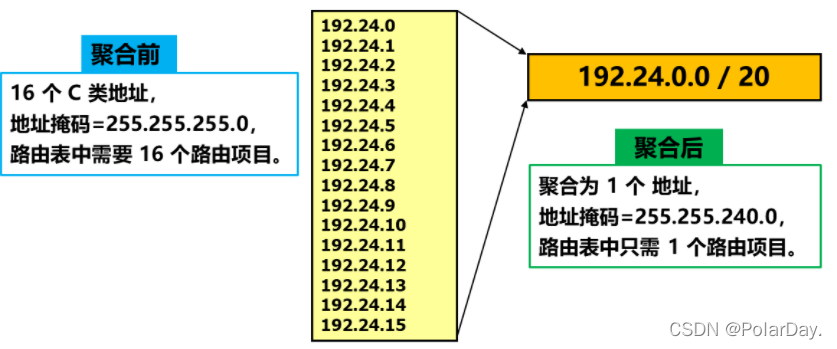 聚合前
16 个 C 类地址，
地址掩码=255.255.255.0，
路由表中需要 16 个路由项目。
192.24.0
192.24.1
192.24.2
192.24.3
192.24.4
192.24.5
192.24.6
192.24.7
192.24.8
192.24.9
192.24.10
192.24.11
192.24.12
192.24.13
192.24.14
192.24.15
192.24.0.0 / 20
聚合后
聚合为 1 个 地址，
地址掩码=255.255.240.0，
路由表中只需 1 个路由项目。
CSDN @PolarDay.